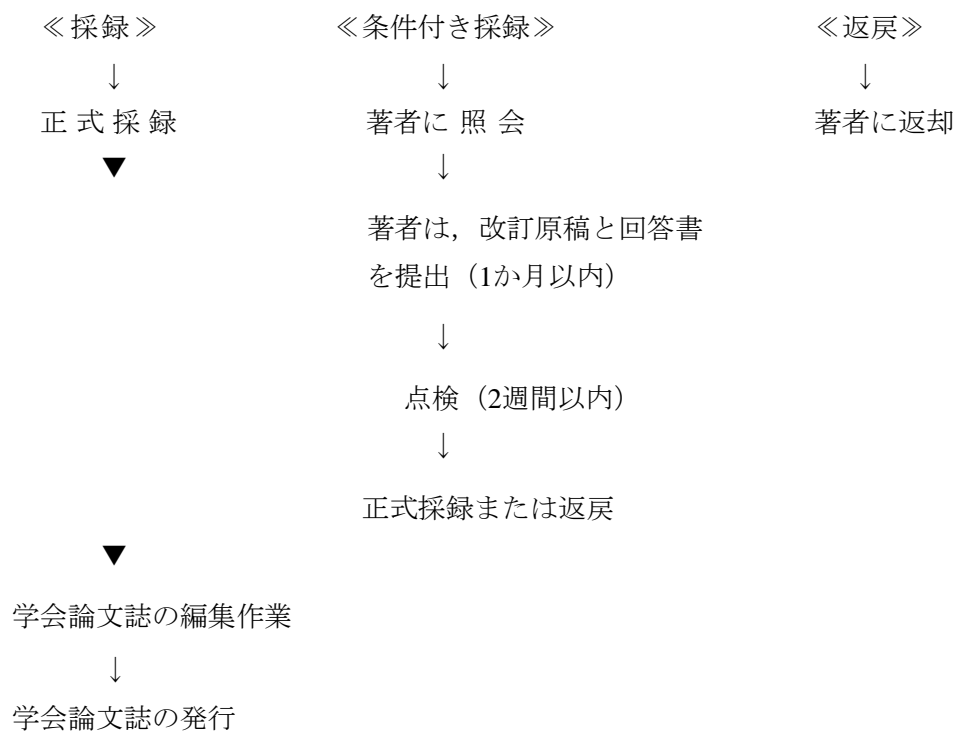 ≪採録≫ ≪条件付き採録≫ ≪返戻≫
↓ ↓ ↓
正 式 採 録 著者に 照 会 著者に返却
▼ ↓
著者は，改訂原稿と回答書
を提出（1か月以内）
↓
点検（2週間以内）
↓
正式採録または返戻
▼
学会論文誌の編集作業
↓
学会論文誌の発行